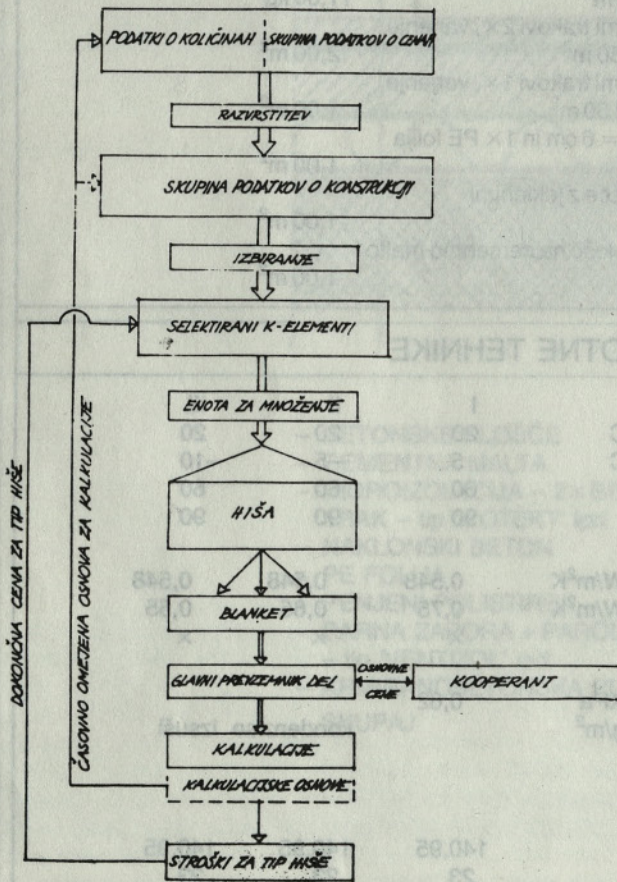 PODATKI O KOLIČINAH SKUPINA PODATKOV O CENAH
RAZVRSTITEV
SKUPINA PODATKOV O KONSTRUKCIJI
IZBIRANJE
SELEKTIRANI K-ELEMENTI
ENOTA ZA MNOŽENJE
HIŠA
BLANKET
GLAVNI PREVZEMNIK DEL
OSNOVNE
CENE
KOOPERANT
KALKULACIJE
KALKULACIJSKE OSNOVE
STROŠKI ZA TIP HIŠE
DOKONČNA CENA ZA TIP HIŠE
ČASOVNO OMEJENA OSNOVA ZA KALKULACIJE